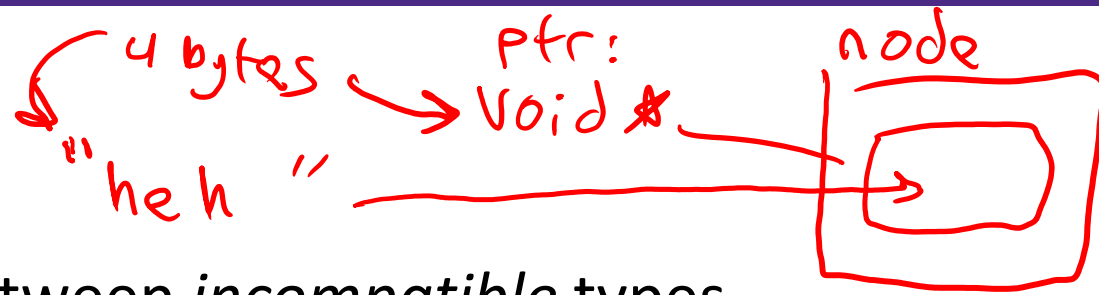 4 bytes ptr: node
void *
"heh "
tween incompatible types